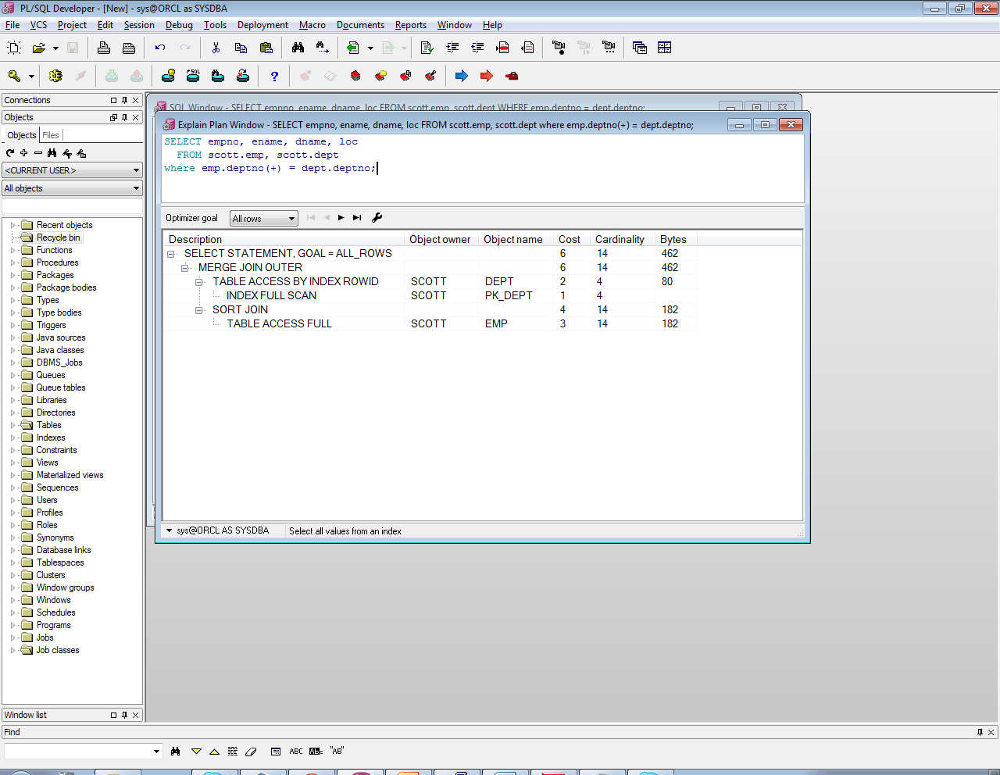 PL/SQL Developer - [New] - sys@ORCL as SYSDBA
File VCS Project Edit Session Debug Tools Deployment Macro Documents Reports Window Help
SQL
?
Connections
Objects
Objects Files
<CURRENT USER>
All objects
Recent objects
Recycle bin
Functions
Procedures
Packages
Package bodies
Types
Type bodies
Triggers
Java sources
Java classes
DBMS_Jobs
Queues
Queue tables
Libraries
Directories
Tables
Indexes
Constraints
Views
Materialized views
Sequences
Users
Profiles
Roles
Synonyms
Database links
Tablespaces
Clusters
Window groups
Windows
Schedules
Programs
Jobs
Job classes
Window list
SQL Window - SELECT empno, ename, dname, loc FROM scott.emp, scott.dept WHERE emp.deptno = dept.deptno;
Explain Plan Window - SELECT empno, ename, dname, loc FROM scott.emp, scott.dept where emp.deptno(+) = dept.deptno;
SELECT empno, ename, dname, loc
FROM scott.emp, scott.dept
where emp.deptno(+) = dept.deptno;
Optimizer goal All rows
Description Object owner Object name Cost Cardinality Bytes
SELECT STATEMENT, GOAL = ALL_ROWS 6 14 462
MERGE JOIN OUTER 6 14 462
TABLE ACCESS BY INDEX ROWID SCOTT DEPT 2 4 80
INDEX FULL SCAN SCOTT PK_DEPT 1 4
SORT JOIN 4 14 182
TABLE ACCESS FULL SCOTT EMP 3 14 182
sys@ORCL AS SYSDBA Select all values from an index
Find
ABC "AB"